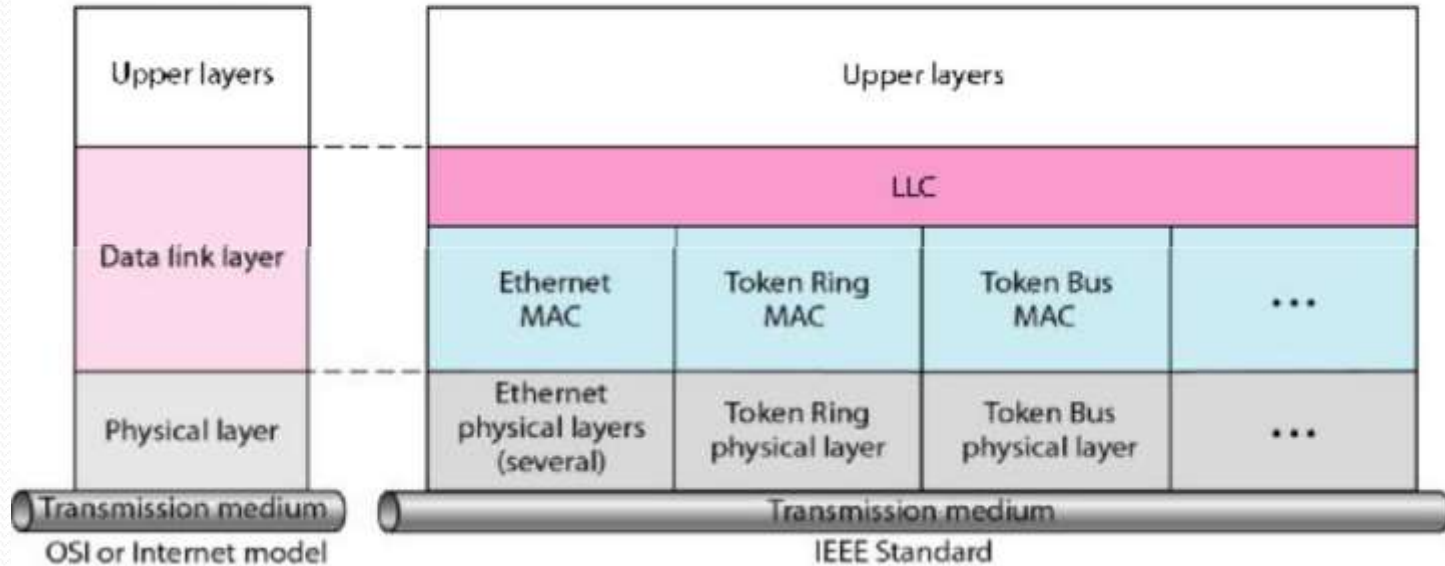 Upper layers
Data link layer
Physical layer
Transmission medium
OSI or Internet model
Upper layers
LLC
Ethernet
MAC
Token Ring
MAC
Token Bus
MAC
...
Ethernet
physical layers
(several)
Token Ring
physical layer
Token Bus
physical layer
...
Transmission medium
IEEE Standard